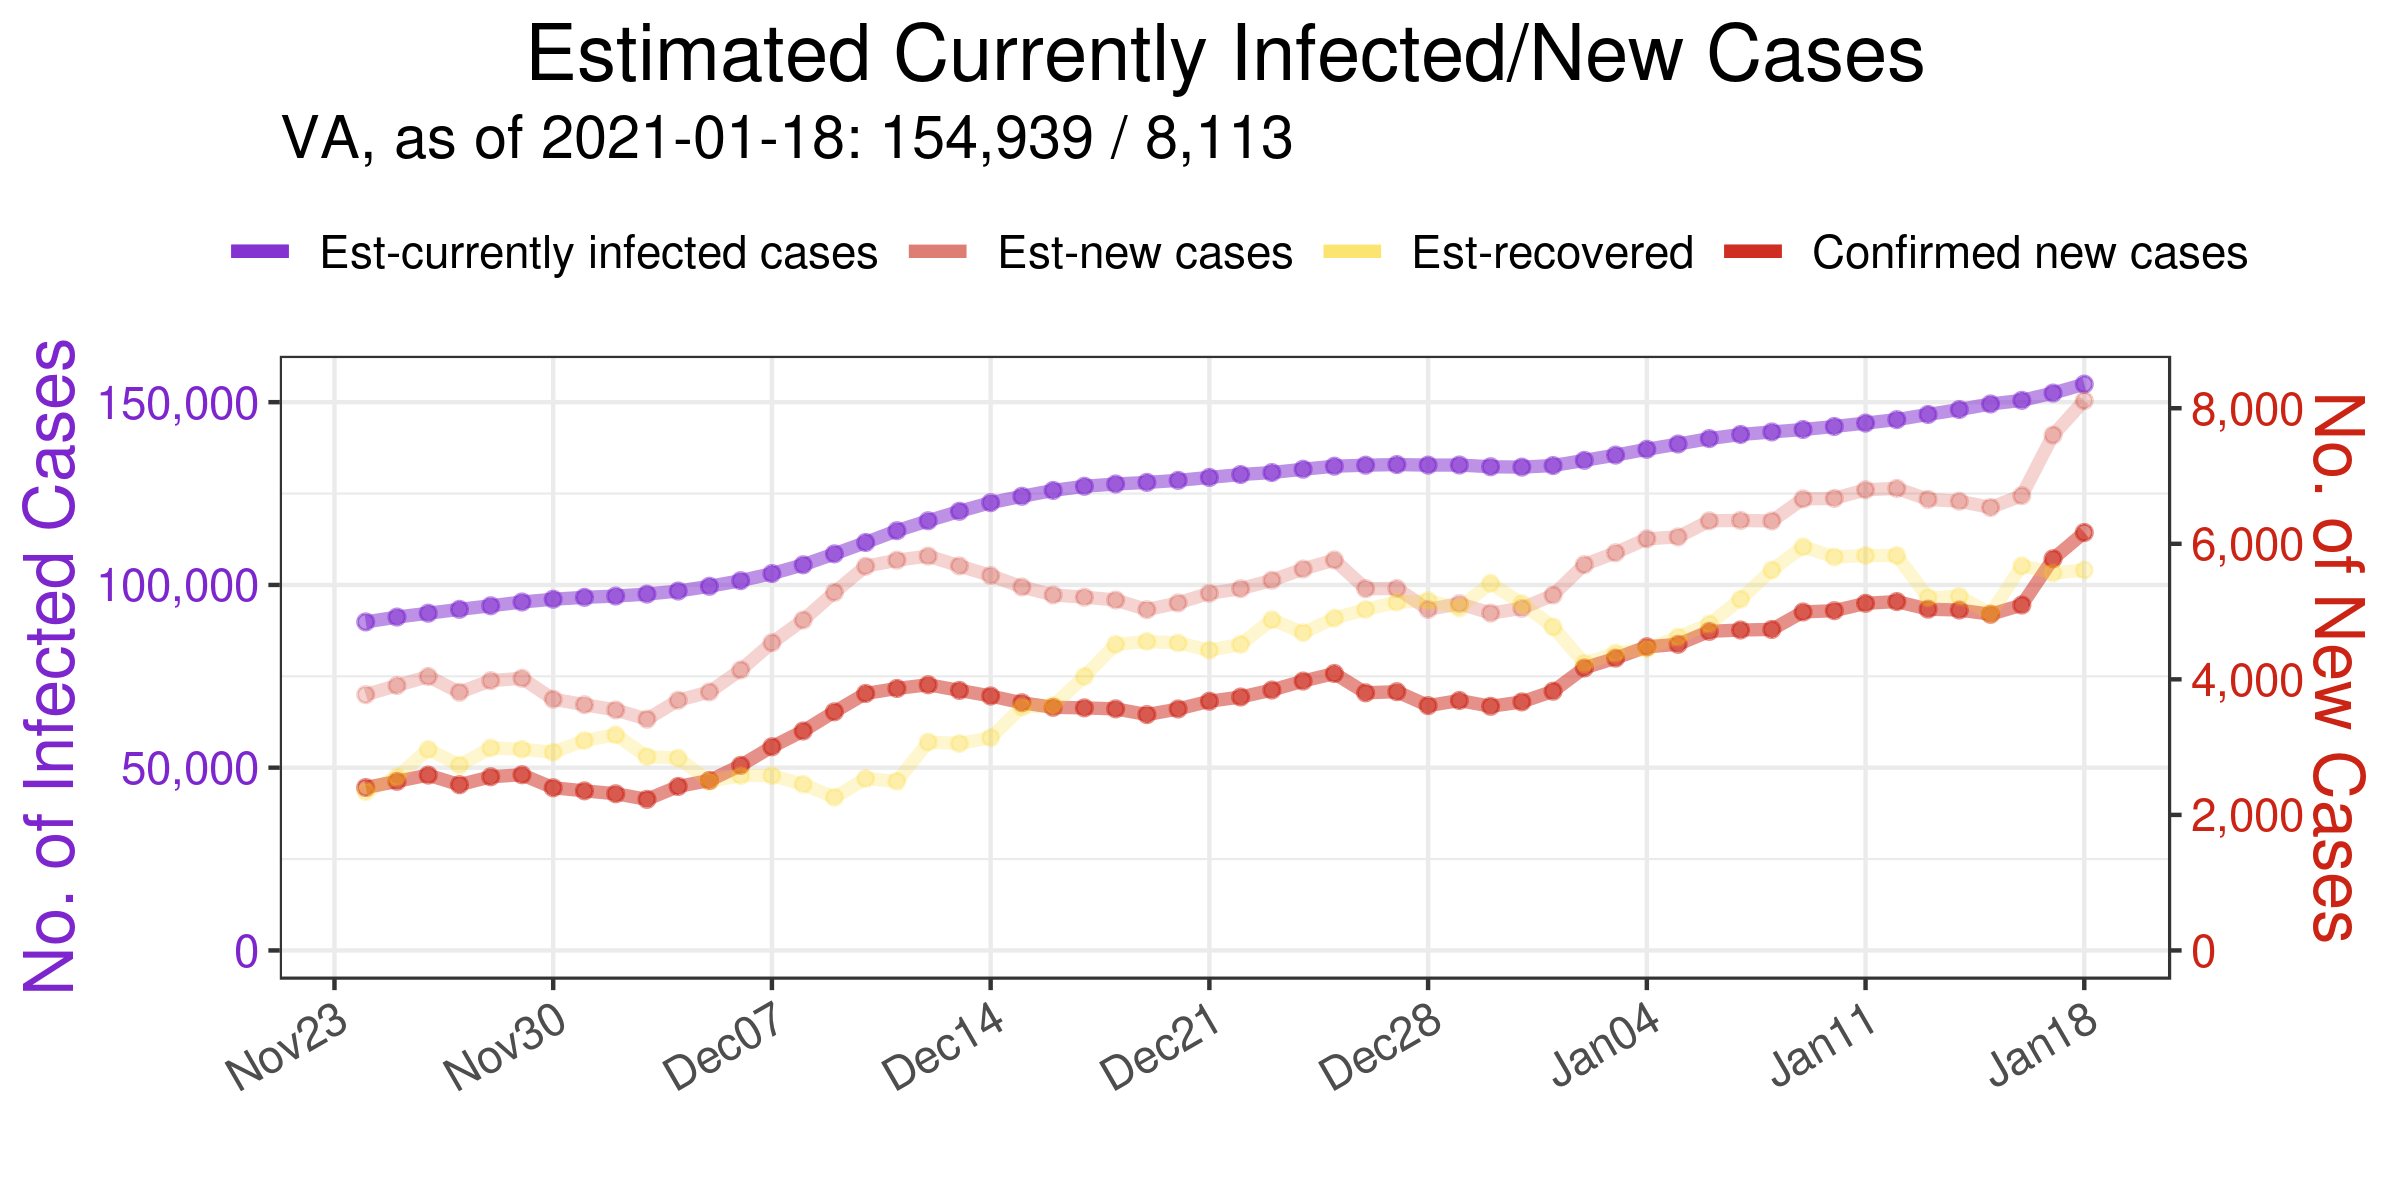 Estimated Currently Infected/New Cases
VA, as of 2021-01-18: 154,939 / 8,113
Est-currently infected cases Est-new cases Est-recovered Confirmed new cases
No. of Infected Cases
150,000
100,000
50,000
0
8,000
6,000
4,000
2,000
0
No. of New Cases
Nov23 Nov30 Dec07 Dec14 Dec21 Dec28 Jan04 Jan11 Jan18